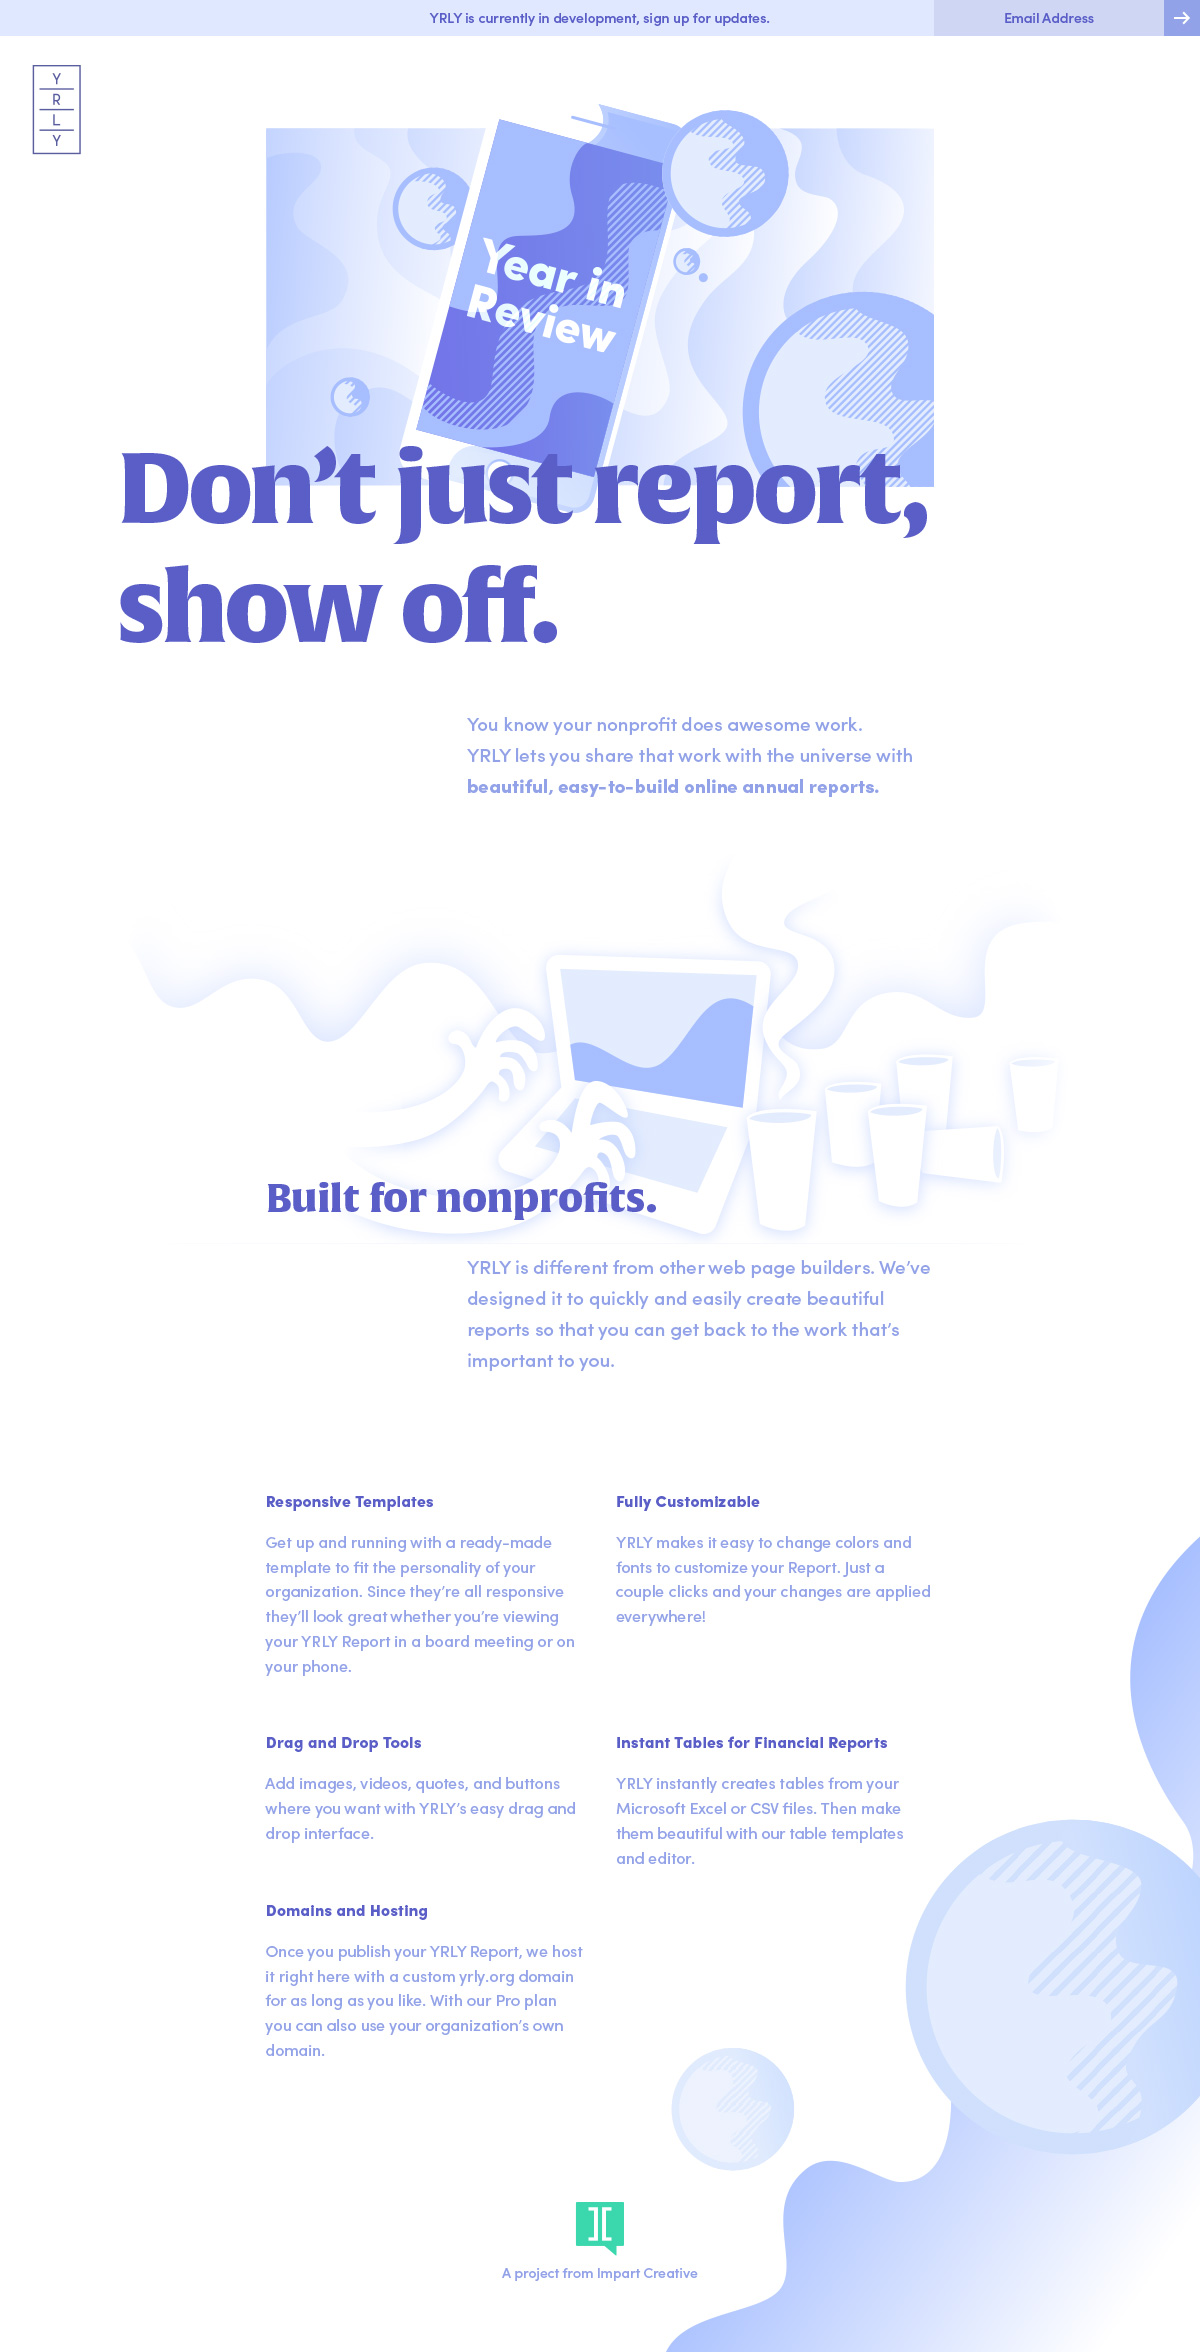 YRLY is currently in development, sign up for updates.
Email Address
Y
R
L
Y
Year in
Review
Don’t just report,
show off.
You know your nonprofit does awesome work.
YRLY lets you share that work with the universe with
beautiful, easy-to-build online annual reports.
Built for nonprofits.
YRLY is different from other web page builders. We’ve
designed it to quickly and easily create beautiful
reports so that you can get back to the work that’s
important to you.
Responsive Templates
Get up and running with a ready-made
template to fit the personality of your
organization. Since they’re all responsive
they’ll look great whether you’re viewing
your YRLY Report in a board meeting or on
your phone.
Fully Customizable
YRLY makes it easy to change colors and
fonts to customize your Report. Just a
couple clicks and your changes are applied
everywhere!
Drag and Drop Tools
Add images, videos, quotes, and buttons
where you want with YRLY’s easy drag and
drop interface.
Instant Tables for Financial Reports
YRLY instantly creates tables from your
Microsoft Excel or CSV files. Then make
them beautiful with our table templates
and editor.
Domains and Hosting
Once you publish your YRLY Report, we host
it right here with a custom yrly.org domain
for as long as you like. With our Pro plan
you can also use your organization’s own
domain.
A project from Impart Creative